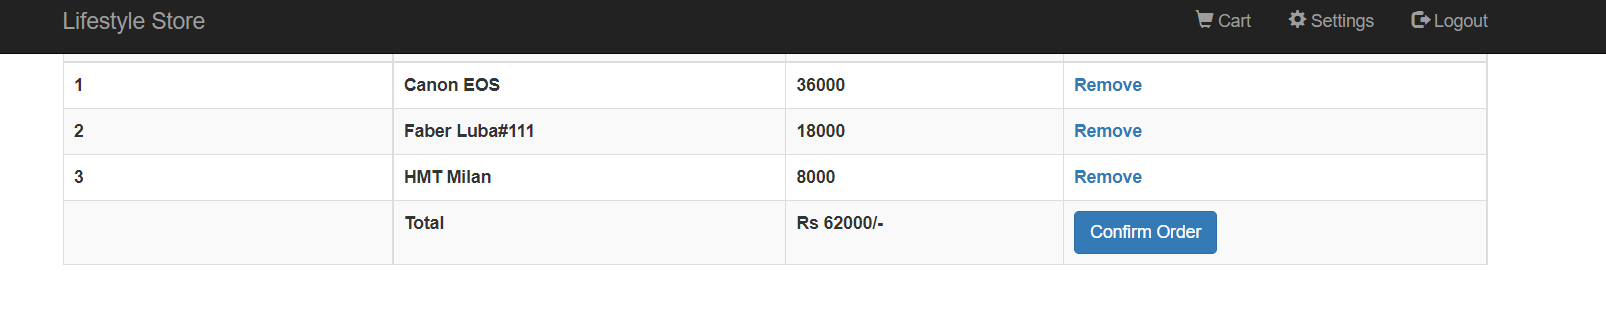 Lifestyle Store Cart Settings Logout
1 Canon EOS 36000 Remove
2 Faber Luba#111 18000 Remove
3 HMT Milan 8000 Remove
Total Rs 62000/- Confirm Order